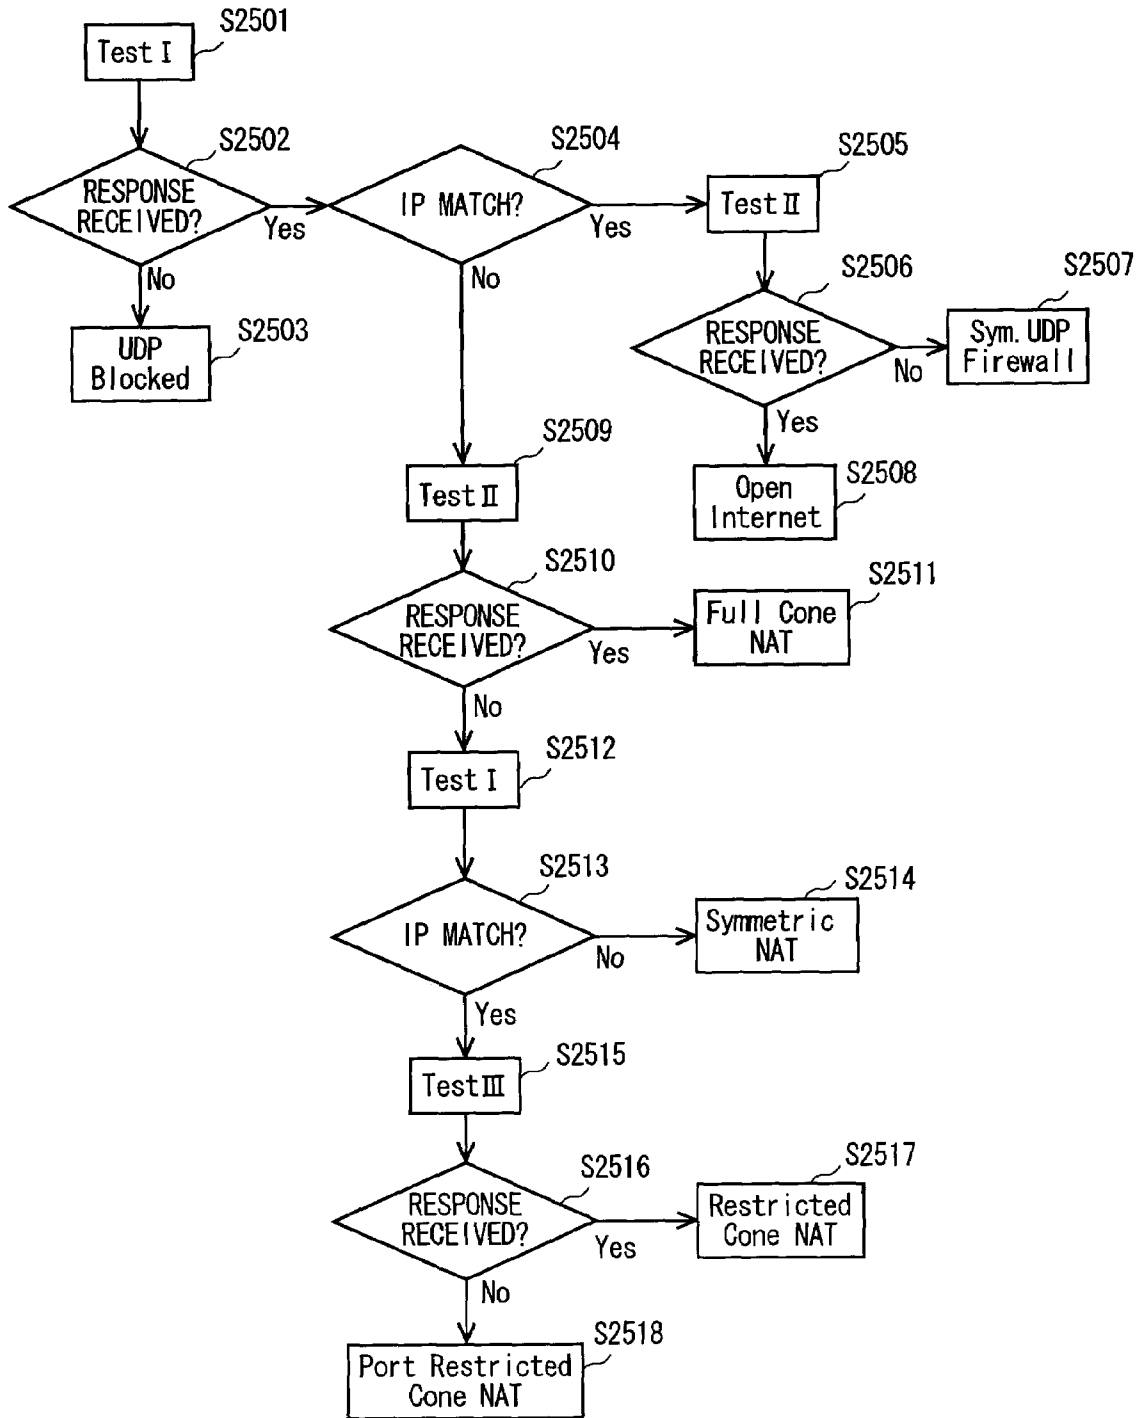 S2501
Test I
S2502
RESPONSE
RECEIVED?
Yes
No
S2503
UDP
Blocked
S2504
IP MATCH?
Yes
No
S2505
Test II
S2506
RESPONSE
RECEIVED?
No
Yes
S2507
Sym. UDP
Firewall
S2508
Open
Internet
S2509
Test II
S2510
RESPONSE
RECEIVED?
Yes
No
S2511
Full Cone
NAT
S2512
Test I
S2513
IP MATCH?
No
Yes
S2514
Symmetric
NAT
S2515
Test III
S2516
RESPONSE
RECEIVED?
Yes
No
S2517
Restricted
Cone NAT
S2518
Port Restricted
Cone NAT